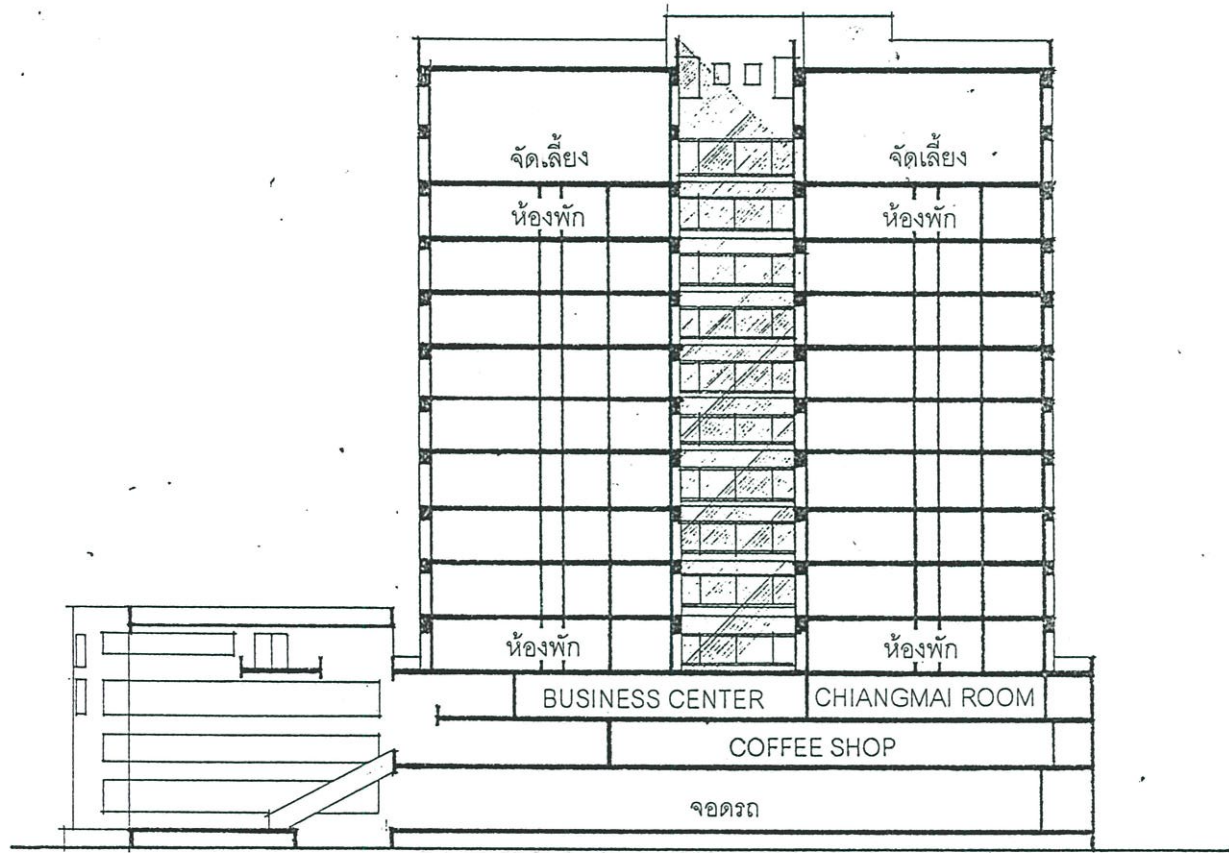 จัดเลี้ยง
จัดเลี้ยง
ห้องพัก
ห้องพัก
ห้องพัก
ห้องพัก
BUSINESS CENTER
CHIANGMAI ROOM
COFFEE SHOP
จอดรถ